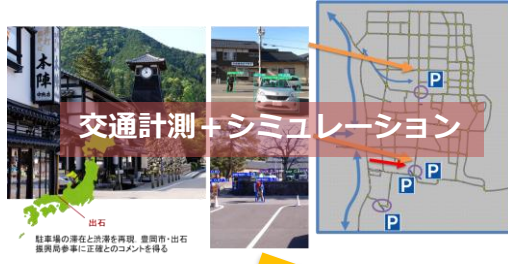 本陣
交通計測＋シミュレーション
P
P
P
P
出石
駐車場の滞在と渋滞を再現．豊岡市・出石
振興局参事に正確とのコメントを得る